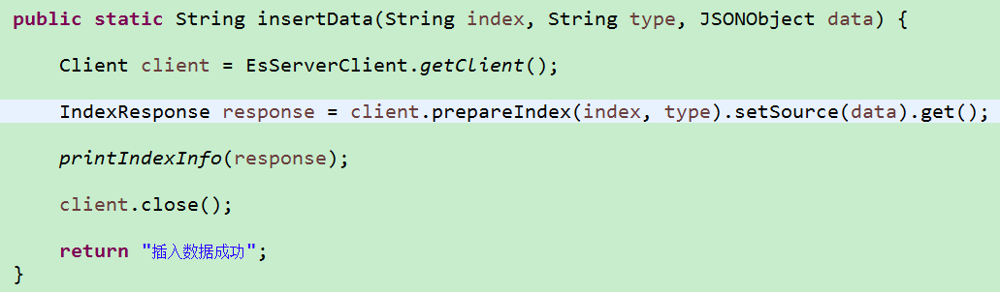 public static String insertData(String index, String type, JSONObject data) {
Client client = EsServerClient.getClient();
IndexResponse response = client.prepareIndex(index, type).setSource(data).get();
printIndexInfo(response);
client.close();
return "插入数据成功";
}